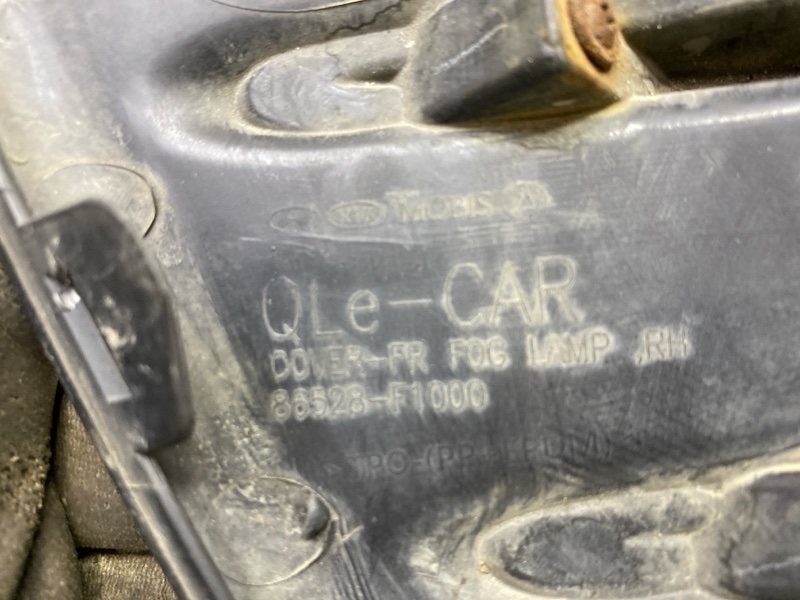 KIA MOBIS
QLe-CAR
COVER-FR FOG LAMP ,RH
86528-F1000
>TPO-(PP+EPDM)<